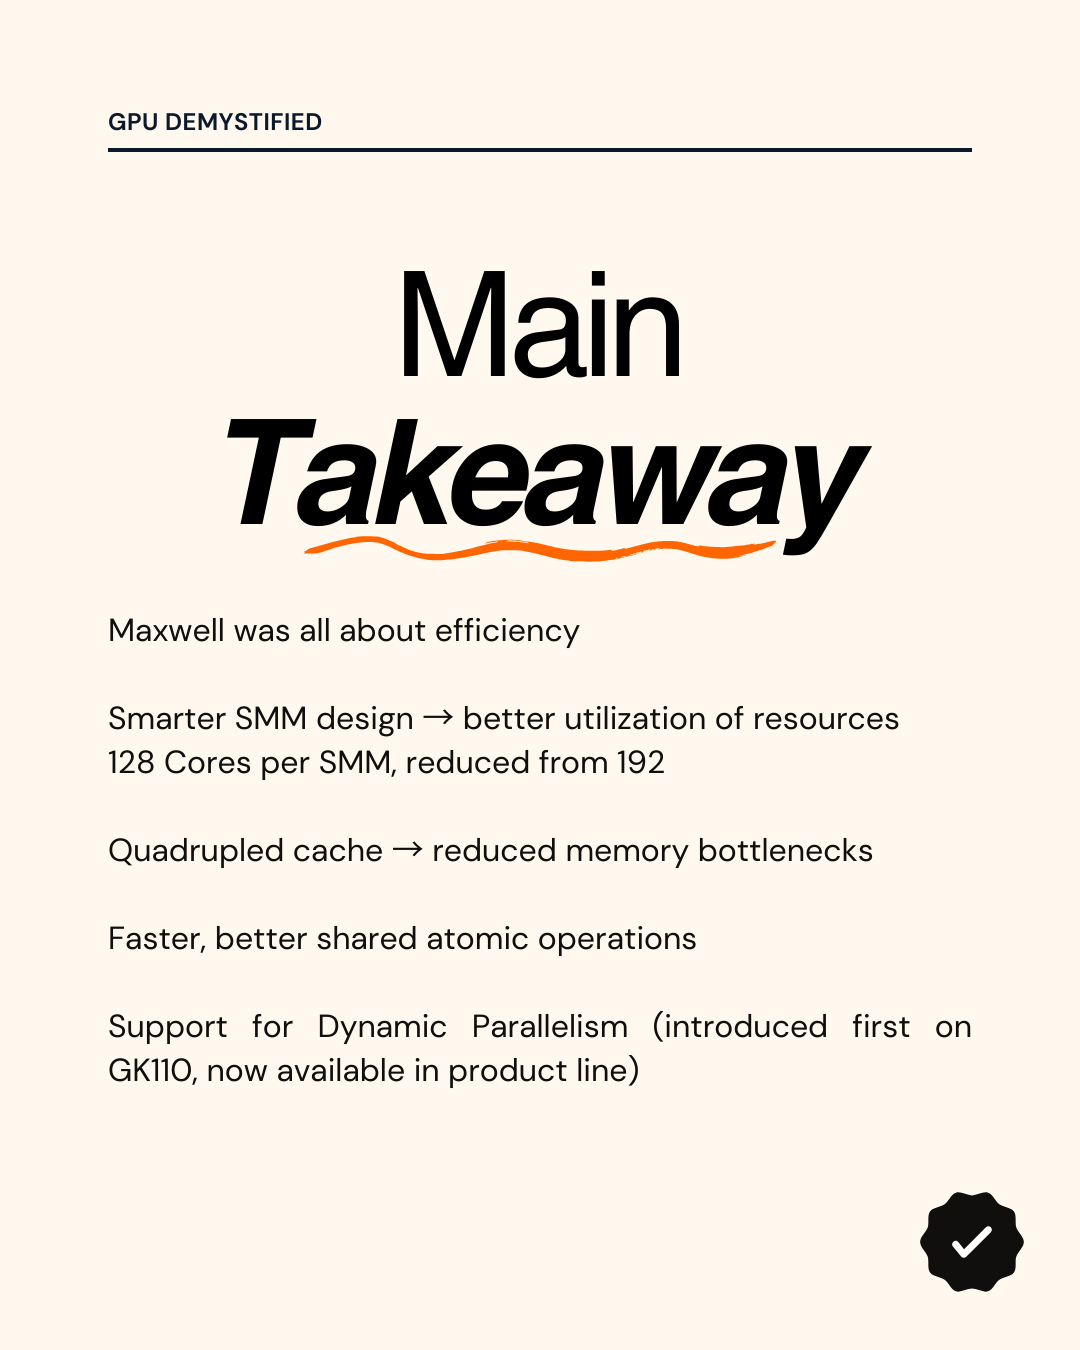 GPU DEMYSTIFIED
Main
Takeaway
Maxwell was all about efficiency
Smarter SMM design → better utilization of resources
128 Cores per SMM, reduced from 192
Quadrupled cache → reduced memory bottlenecks
Faster, better shared atomic operations
Support for Dynamic Parallelism (introduced first on
GK110, now available in product line)